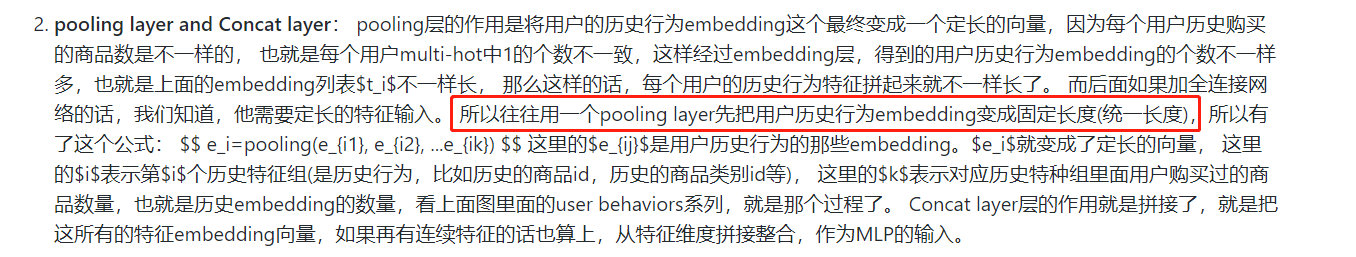 2. pooling layer and Concat layer： pooling层的作用是将用户的历史行为embedding这个最终变成一个定长的向量，因为每个用户历史购买
的商品数是不一样的， 也就是每个用户multi-hot中1的个数不一致，这样经过embedding层，得到的用户历史行为embedding的个数不一样
多，也就是上面的embedding列表$t_i$不一样长， 那么这样的话，每个用户的历史行为特征拼起来就不一样长了。 而后面如果加全连接网
络的话，我们知道，他需要定长的特征输入。 所以往往用一个pooling layer先把用户历史行为embedding变成固定长度(统一长度)，所以有
了这个公式： $$ e_i=pooling(e_{i1}, e_{i2}, ...e_{ik}) $$ 这里的$e_{ij}$是用户历史行为的那些embedding。$e_i$就变成了定长的向量， 这里
的$i$表示第$i$个历史特征组(是历史行为，比如历史的商品id，历史的商品类别id等)， 这里的$k$表示对应历史特种组里面用户购买过的商
品数量，也就是历史embedding的数量，看上面图里面的user behaviors系列，就是那个过程了。 Concat layer层的作用就是拼接了，就是把
这所有的特征embedding向量，如果再有连续特征的话也算上，从特征维度拼接整合，作为MLP的输入。